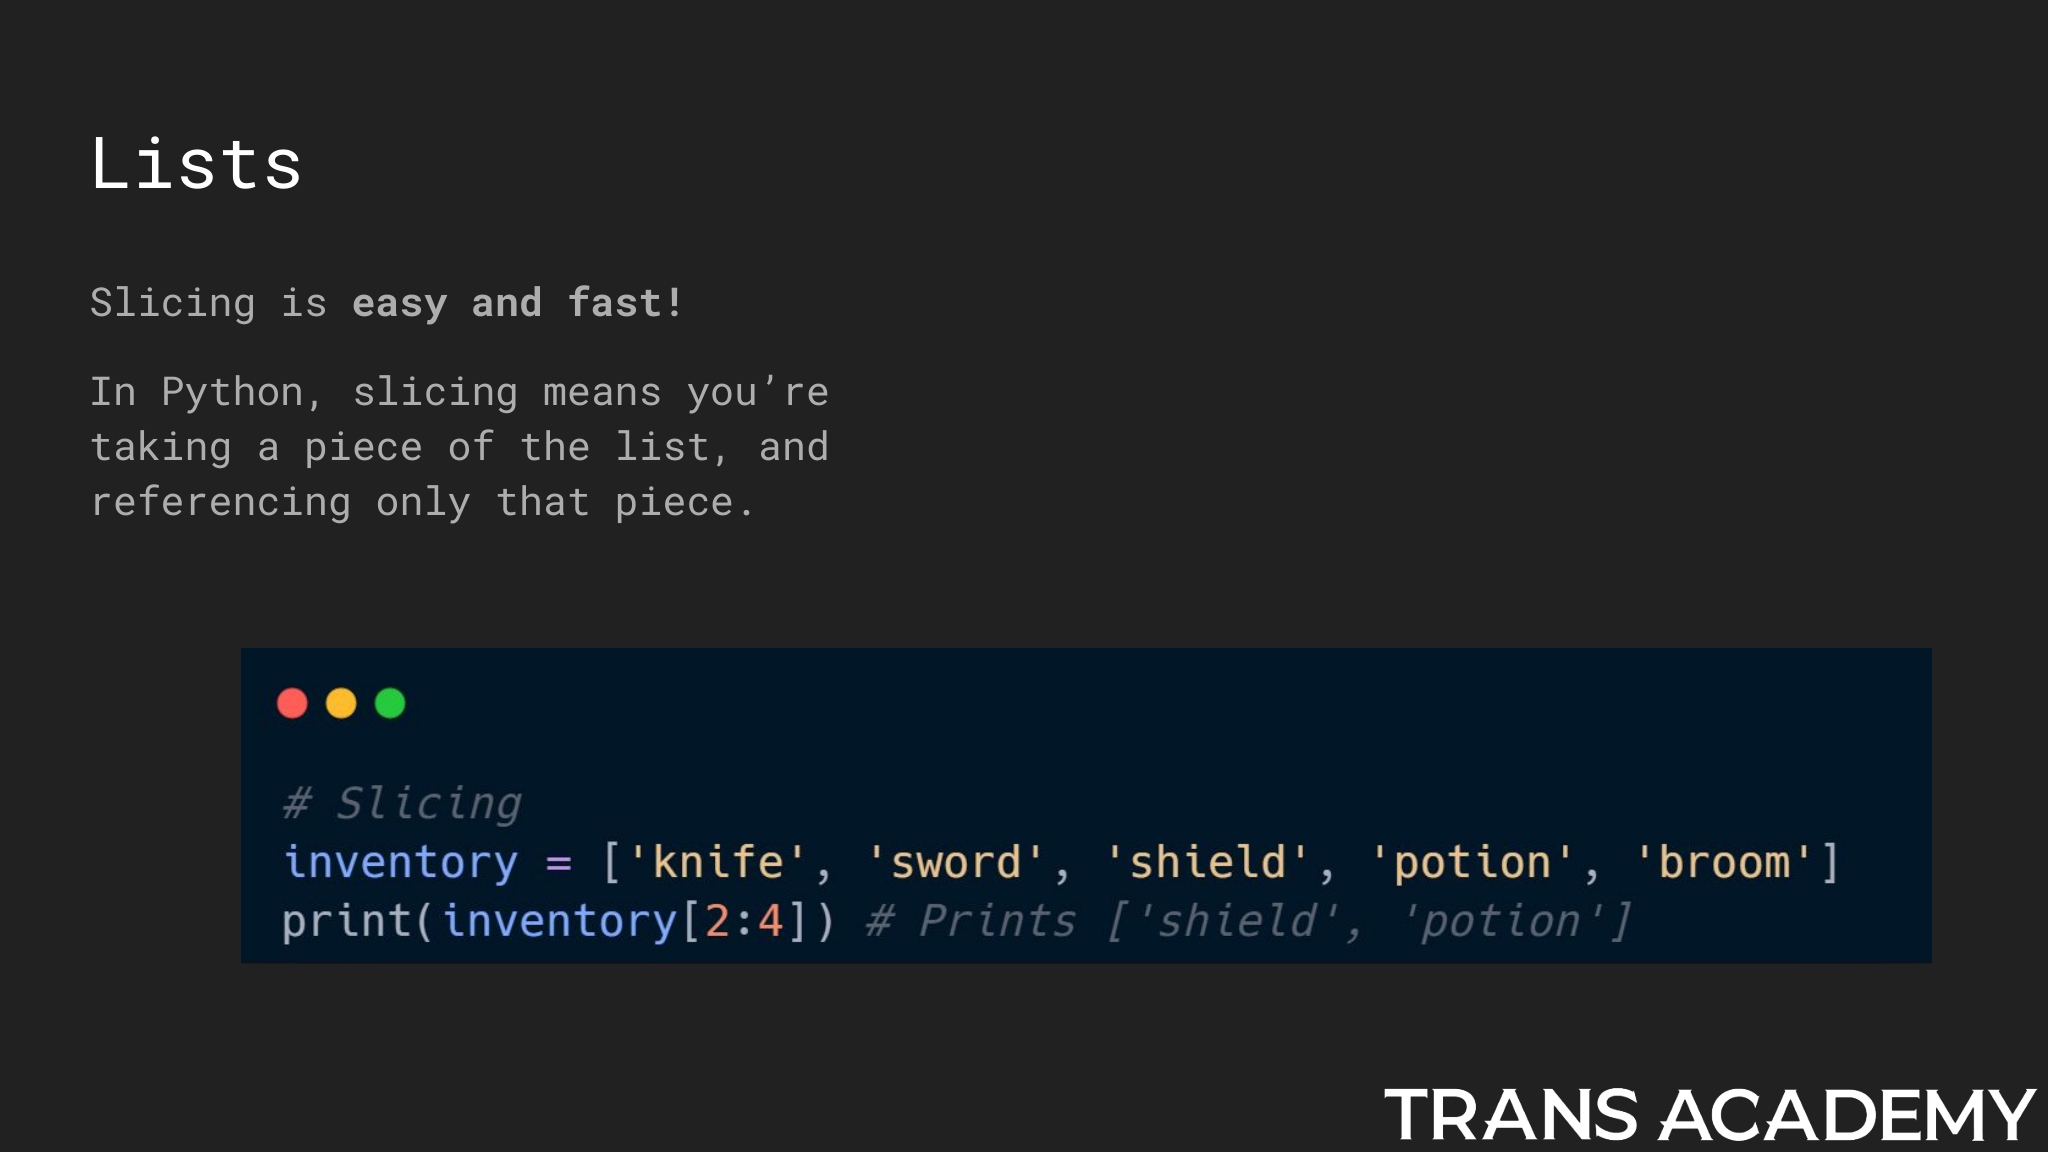 Lists
Slicing is easy and fast!
In Python, slicing means you’re
taking a piece of the list, and
referencing only that piece.
# Slicing
inventory = ['knife', 'sword', 'shield', 'potion', 'broom']
print(inventory[2:4]) # Prints ['shield', 'potion']
TRANS ACADEMY